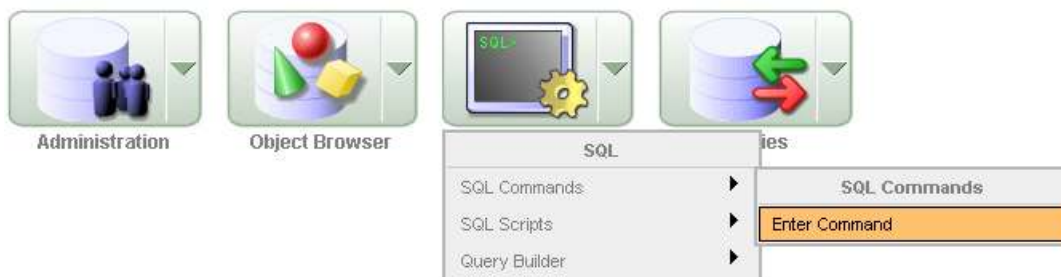 SQL>
Administration
Object Browser
ies
SQL
SQL Commands
SQL Commands
SQL Scripts
Enter Command
Query Builder